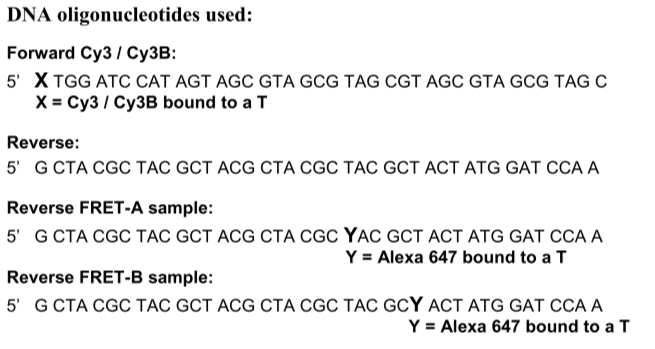 DNA oligonucleotides used:
Forward Cy3 / Cy3B:
5' X TGG ATC CAT AGT AGC GTA GCG TAG CGT AGC GTA GCG TAG C
X = Cy3 / Cy3B bound to a T
Reverse:
5' G CTA CGC TAC GCT ACG CTA CGC TAC GCT ACT ATG GAT CCA A
Reverse FRET-A sample:
5' G CTA CGC TAC GCT ACG CTA CGC YAC GCT ACT ATG GAT CCA A
Y = Alexa 647 bound to a T
Reverse FRET-B sample:
5' G CTA CGC TAC GCT ACG CTA CGC TAC GCY ACT ATG GAT CCA A
Y = Alexa 647 bound to a T